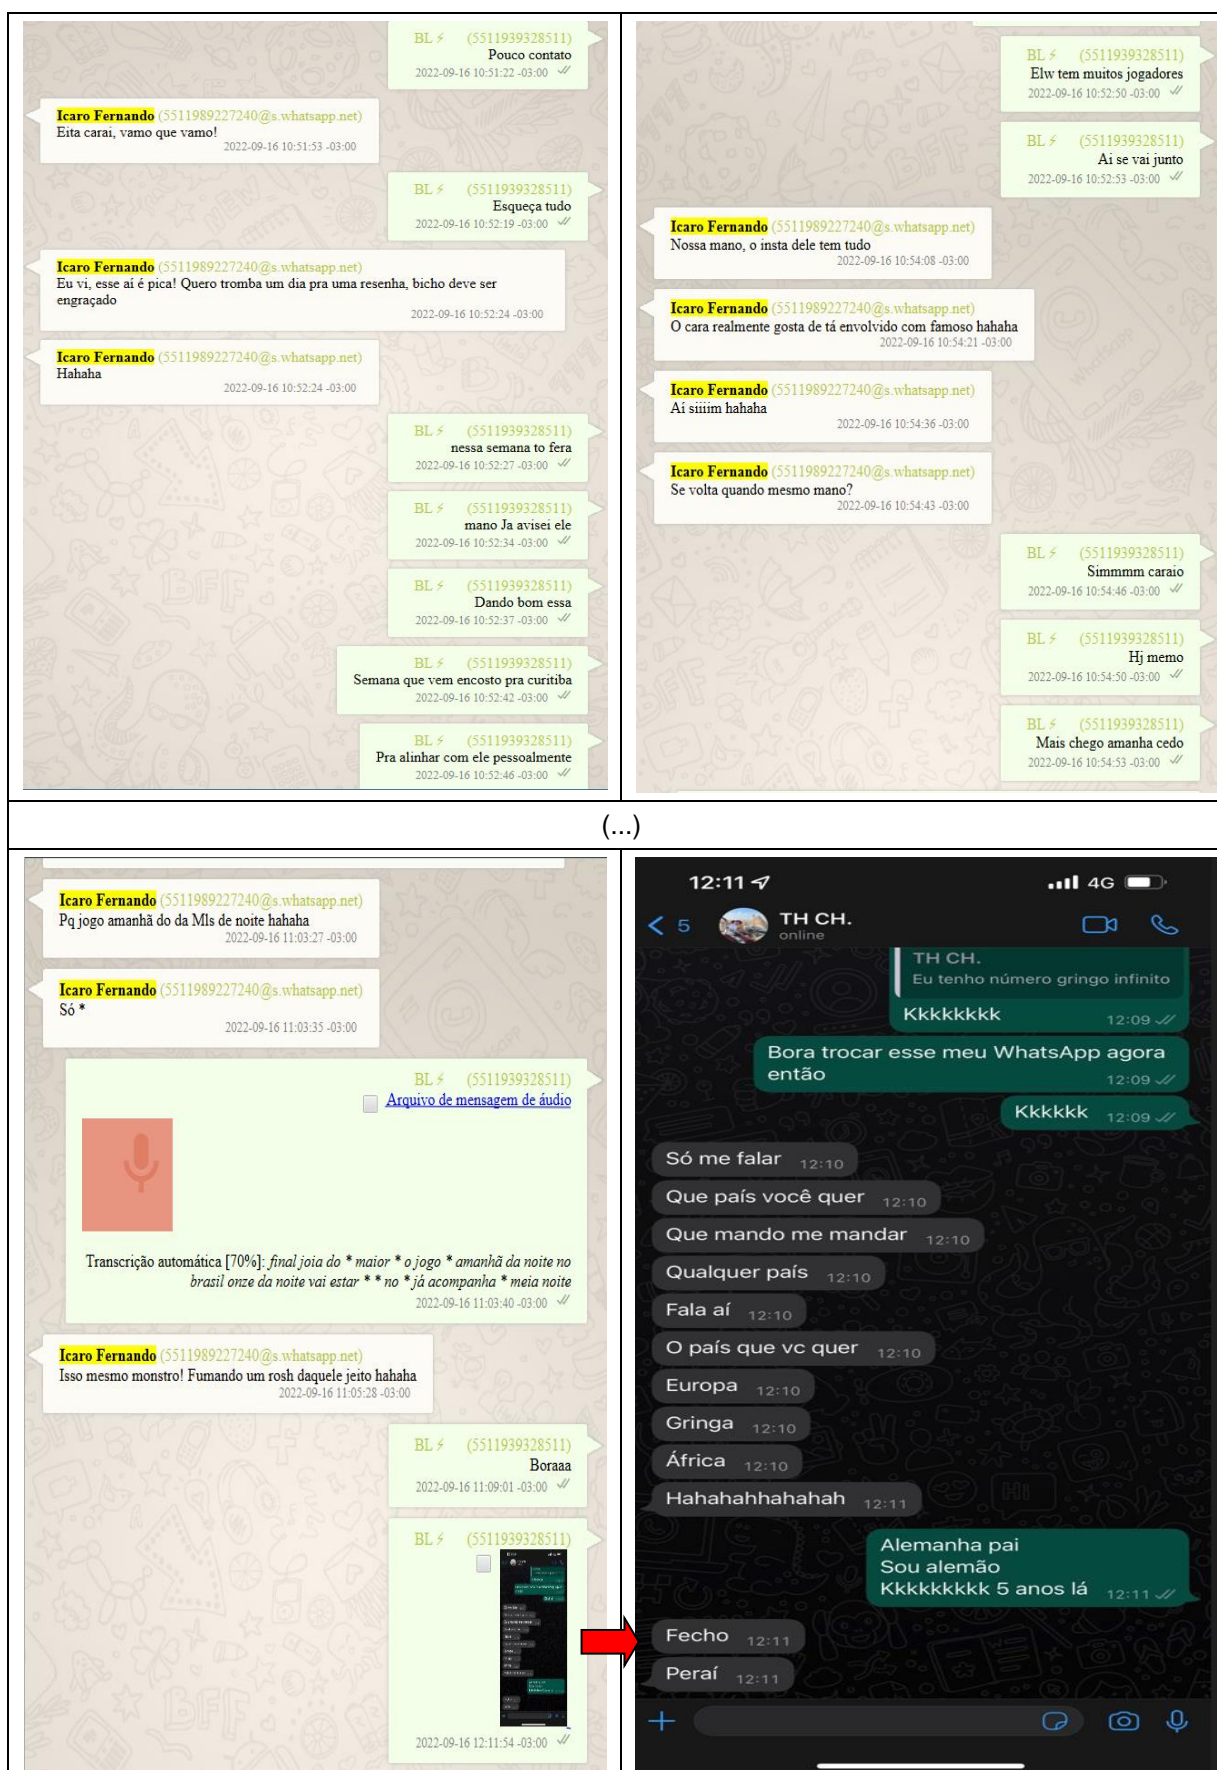 BL⚡ (5511939328511)
Pouco contato
2022-09-16 10:51:22 -03:00
Icaro Fernando (5511989227240@s.whatsapp.net)
Eita carai, vamo que vamo!
2022-09-16 10:51:53 -03:00
BL⚡ (5511939328511)
Esqueça tudo
2022-09-16 10:52:19 -03:00
Icaro Fernando (5511989227240@s.whatsapp.net)
Eu vi, esse aí é pica! Quero tromba um dia pra uma resenha, bicho deve ser
engraçado
2022-09-16 10:52:24 -03:00
Icaro Fernando (5511989227240@s.whatsapp.net)
Hahaha
2022-09-16 10:52:24 -03:00
BL⚡ (5511939328511)
nessa semana to fera
2022-09-16 10:52:27 -03:00
BL⚡ (5511939328511)
mano Ja avisei ele
2022-09-16 10:52:34 -03:00
BL⚡ (5511939328511)
Dando bom essa
2022-09-16 10:52:37 -03:00
BL⚡ (5511939328511)
Semana que vem encosto pra curitiba
2022-09-16 10:52:42 -03:00
BL⚡ (5511939328511)
Pra alinhar com ele pessoalmente
2022-09-16 10:52:46 -03:00
BL⚡ (5511939328511)
Elw tem muitos jogadores
2022-09-16 10:52:50 -03:00
BL⚡ (5511939328511)
Ai se vai junto
2022-09-16 10:52:53 -03:00
Icaro Fernando (5511989227240@s.whatsapp.net)
Nossa mano, o insta dele tem tudo
2022-09-16 10:54:08 -03:00
Icaro Fernando (5511989227240@s.whatsapp.net)
O cara realmente gosta de tá envolvido com famoso hahaha
2022-09-16 10:54:21 -03:00
Icaro Fernando (5511989227240@s.whatsapp.net)
Aí siiiim hahaha
2022-09-16 10:54:36 -03:00
Icaro Fernando (5511989227240@s.whatsapp.net)
Se volta quando mesmo mano?
2022-09-16 10:54:43 -03:00
BL⚡ (5511939328511)
Simmmm caraio
2022-09-16 10:54:46 -03:00
BL⚡ (5511939328511)
Hj memo
2022-09-16 10:54:50 -03:00
BL⚡ (5511939328511)
Mais chego amanha cedo
2022-09-16 10:54:53 -03:00
(...)
Icaro Fernando (5511989227240@s.whatsapp.net)
Pq jogo amanhã do da Mls de noite hahaha
2022-09-16 11:03:27 -03:00
Icaro Fernando (5511989227240@s.whatsapp.net)
Só *
2022-09-16 11:03:35 -03:00
BL⚡ (5511939328511)
Arquivo de mensagem de áudio
Transcrição automática [70%]: final joia do * maior * o jogo * amanhã da noite no
brasil onze da noite vai estar * * no * já acompanha * meia noite
2022-09-16 11:03:40 -03:00
Icaro Fernando (5511989227240@s.whatsapp.net)
Isso mesmo monstro! Fumando um rosh daquele jeito hahaha
2022-09-16 11:05:28 -03:00
BL⚡ (5511939328511)
Boraaa
2022-09-16 11:09:01 -03:00
BL⚡ (5511939328511)
2022-09-16 12:11:54 -03:00
12:11 4G
5 TH CH.
online
TH CH.
Eu tenho número gringo infinito
Kkkkkkkk 12:09
Bora trocar esse meu WhatsApp agora
então 12:09
Kkkkkk 12:09
Só me falar 12:10
Que país você quer 12:10
Que mando me mandar 12:10
Qualquer país 12:10
Fala aí 12:10
O país que vc quer 12:10
Europa 12:10
Gringa 12:10
África 12:10
Hahahahhahahah 12:11
Alemanha pai
Sou alemão
Kkkkkkkkk 5 anos lá 12:11
Fecho 12:11
Peraí 12:11